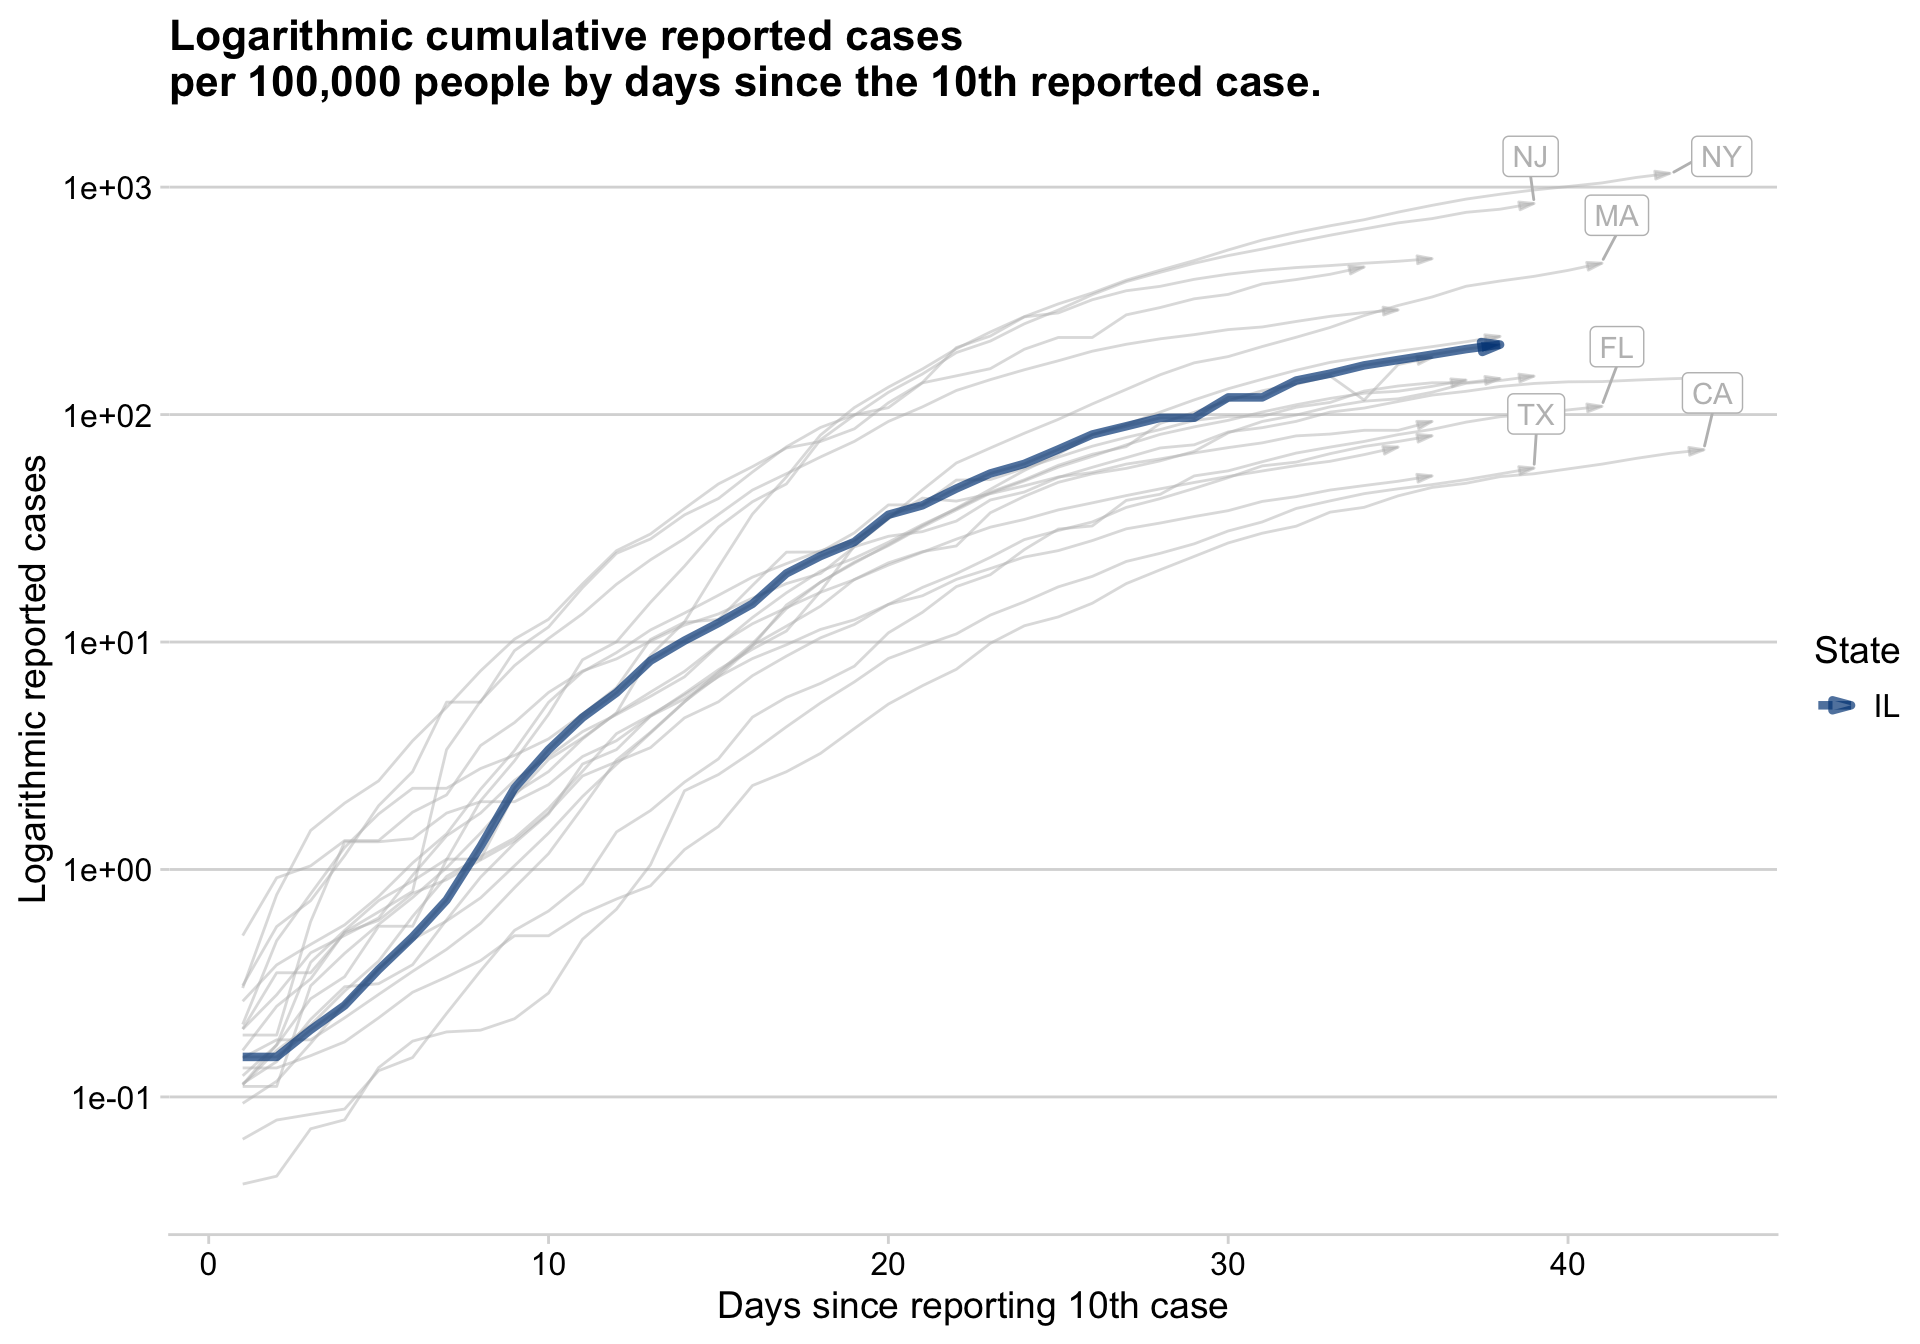 Logarithmic cumulative reported cases
per 100,000 people by days since the 10th reported case.
NJ
NY
1e+03
MA
FL
CA
1e+02
TX
Logarithmic reported cases
1e+01
State
IL
1e+00
1e-01
0
10
20
30
40
Days since reporting 10th case